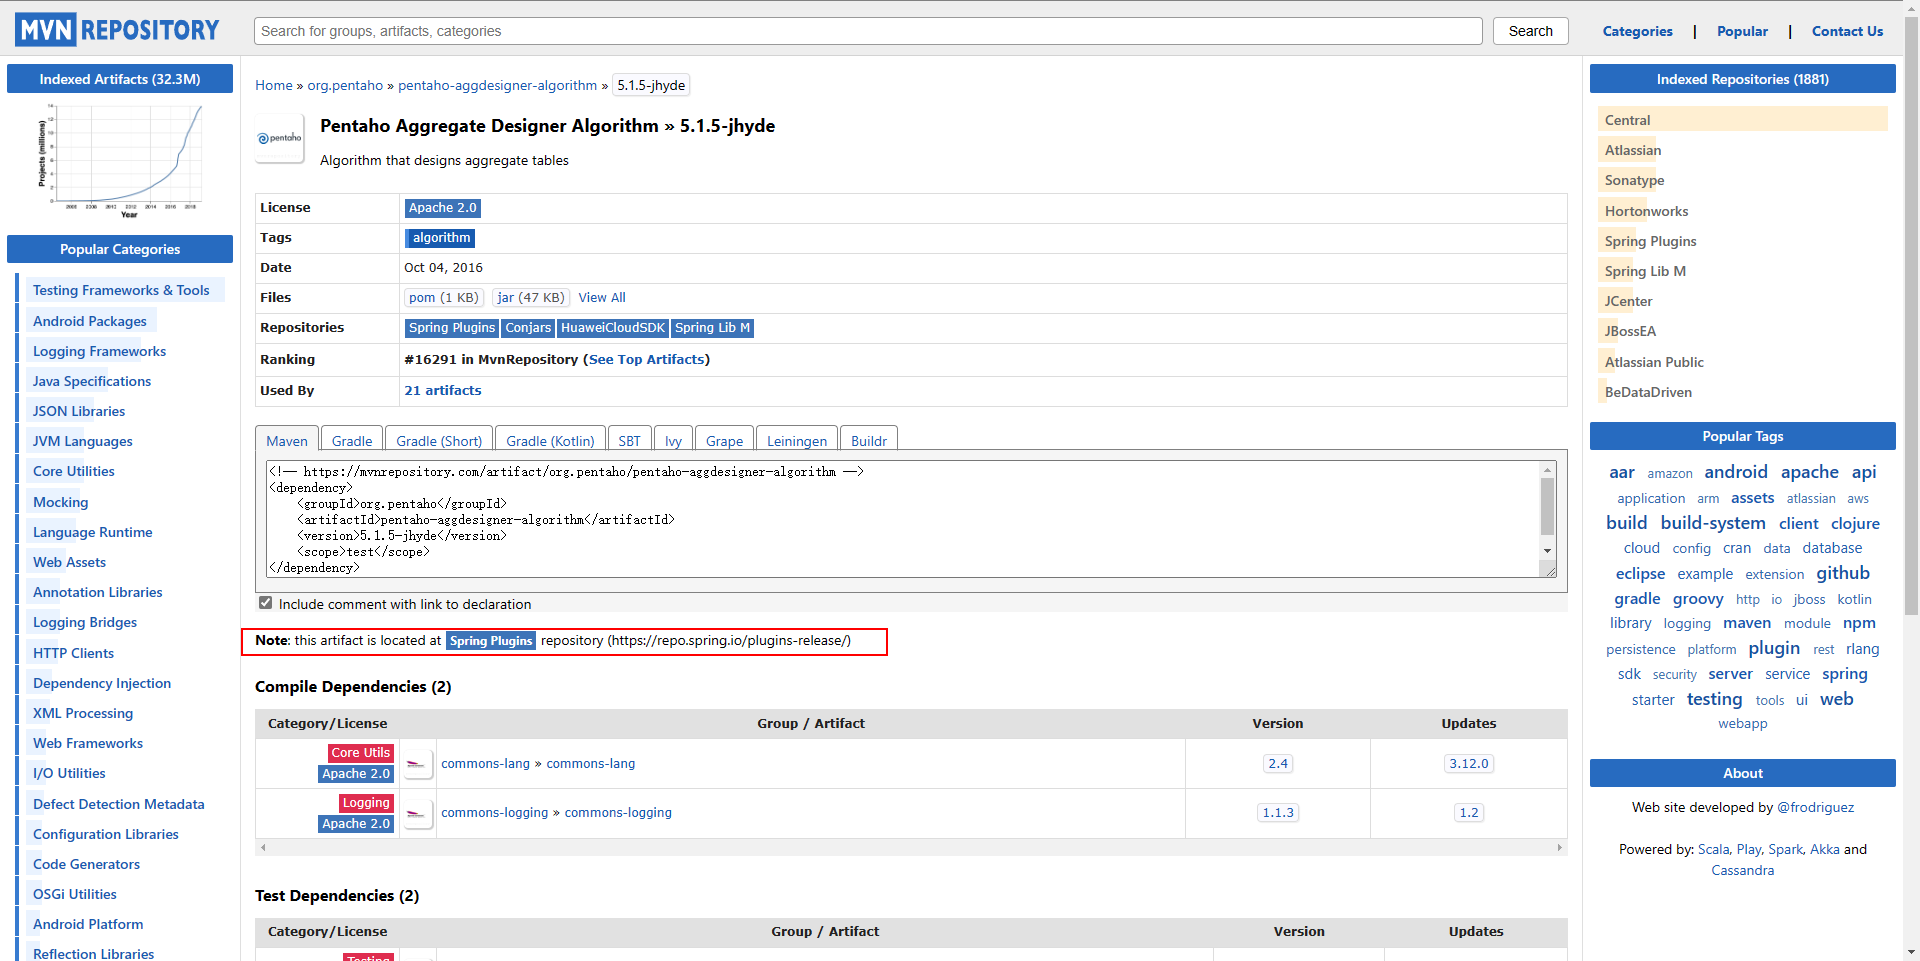 MVN REPOSITORY
Search for groups, artifacts, categories
Search
Categories | Popular | Contact Us
Indexed Artifacts (32.3M)
Projects (millions)
Year
Popular Categories
Testing Frameworks & Tools
Android Packages
Logging Frameworks
Java Specifications
JSON Libraries
JVM Languages
Core Utilities
Mocking
Language Runtime
Web Assets
Annotation Libraries
Logging Bridges
HTTP Clients
Dependency Injection
XML Processing
Web Frameworks
I/O Utilities
Defect Detection Metadata
Configuration Libraries
Code Generators
OSGi Utilities
Android Platform
Reflection Libraries
Home » org.pentaho » pentaho-aggdesigner-algorithm » 5.1.5-jhyde
pentaho
Pentaho Aggregate Designer Algorithm » 5.1.5-jhyde
Algorithm that designs aggregate tables
License Apache 2.0
Tags algorithm
Date Oct 04, 2016
Files pom (1 KB) jar (47 KB) View All
Repositories Spring Plugins Conjars HuaweiCloudSDK Spring Lib M
Ranking #16291 in MvnRepository (See Top Artifacts)
Used By 21 artifacts
Maven Gradle Gradle (Short) Gradle (Kotlin) SBT Ivy Grape Leiningen Buildr
<!-- https://mvnrepository.com/artifact/org.pentaho/pentaho-aggdesigner-algorithm -->
<dependency>
<groupId>org.pentaho</groupId>
<artifactId>pentaho-aggdesigner-algorithm</artifactId>
<version>5.1.5-jhyde</version>
<scope>test</scope>
</dependency>
Include comment with link to declaration
Note: this artifact is located at Spring Plugins repository (https://repo.spring.io/plugins-release/)
Compile Dependencies (2)
Category/License Group / Artifact Version Updates
Core Utils
Apache 2.0
commons-lang » commons-lang 2.4 3.12.0
Logging
Apache 2.0
commons-logging » commons-logging 1.1.3 1.2
Test Dependencies (2)
Category/License Group / Artifact Version Updates
Testing
Indexed Repositories (1881)
Central
Atlassian
Sonatype
Hortonworks
Spring Plugins
Spring Lib M
JCenter
JBossEA
Atlassian Public
BeDataDriven
Popular Tags
aar amazon android apache api
application arm assets atlassian aws
build build-system client clojure
cloud config cran data database
eclipse example extension github
gradle groovy http io jboss kotlin
library logging maven module npm
persistence platform plugin rest rlang
sdk security server service spring
starter testing tools ui web
webapp
About
Web site developed by @frodriguez
Powered by: Scala, Play, Spark, Akka and
Cassandra